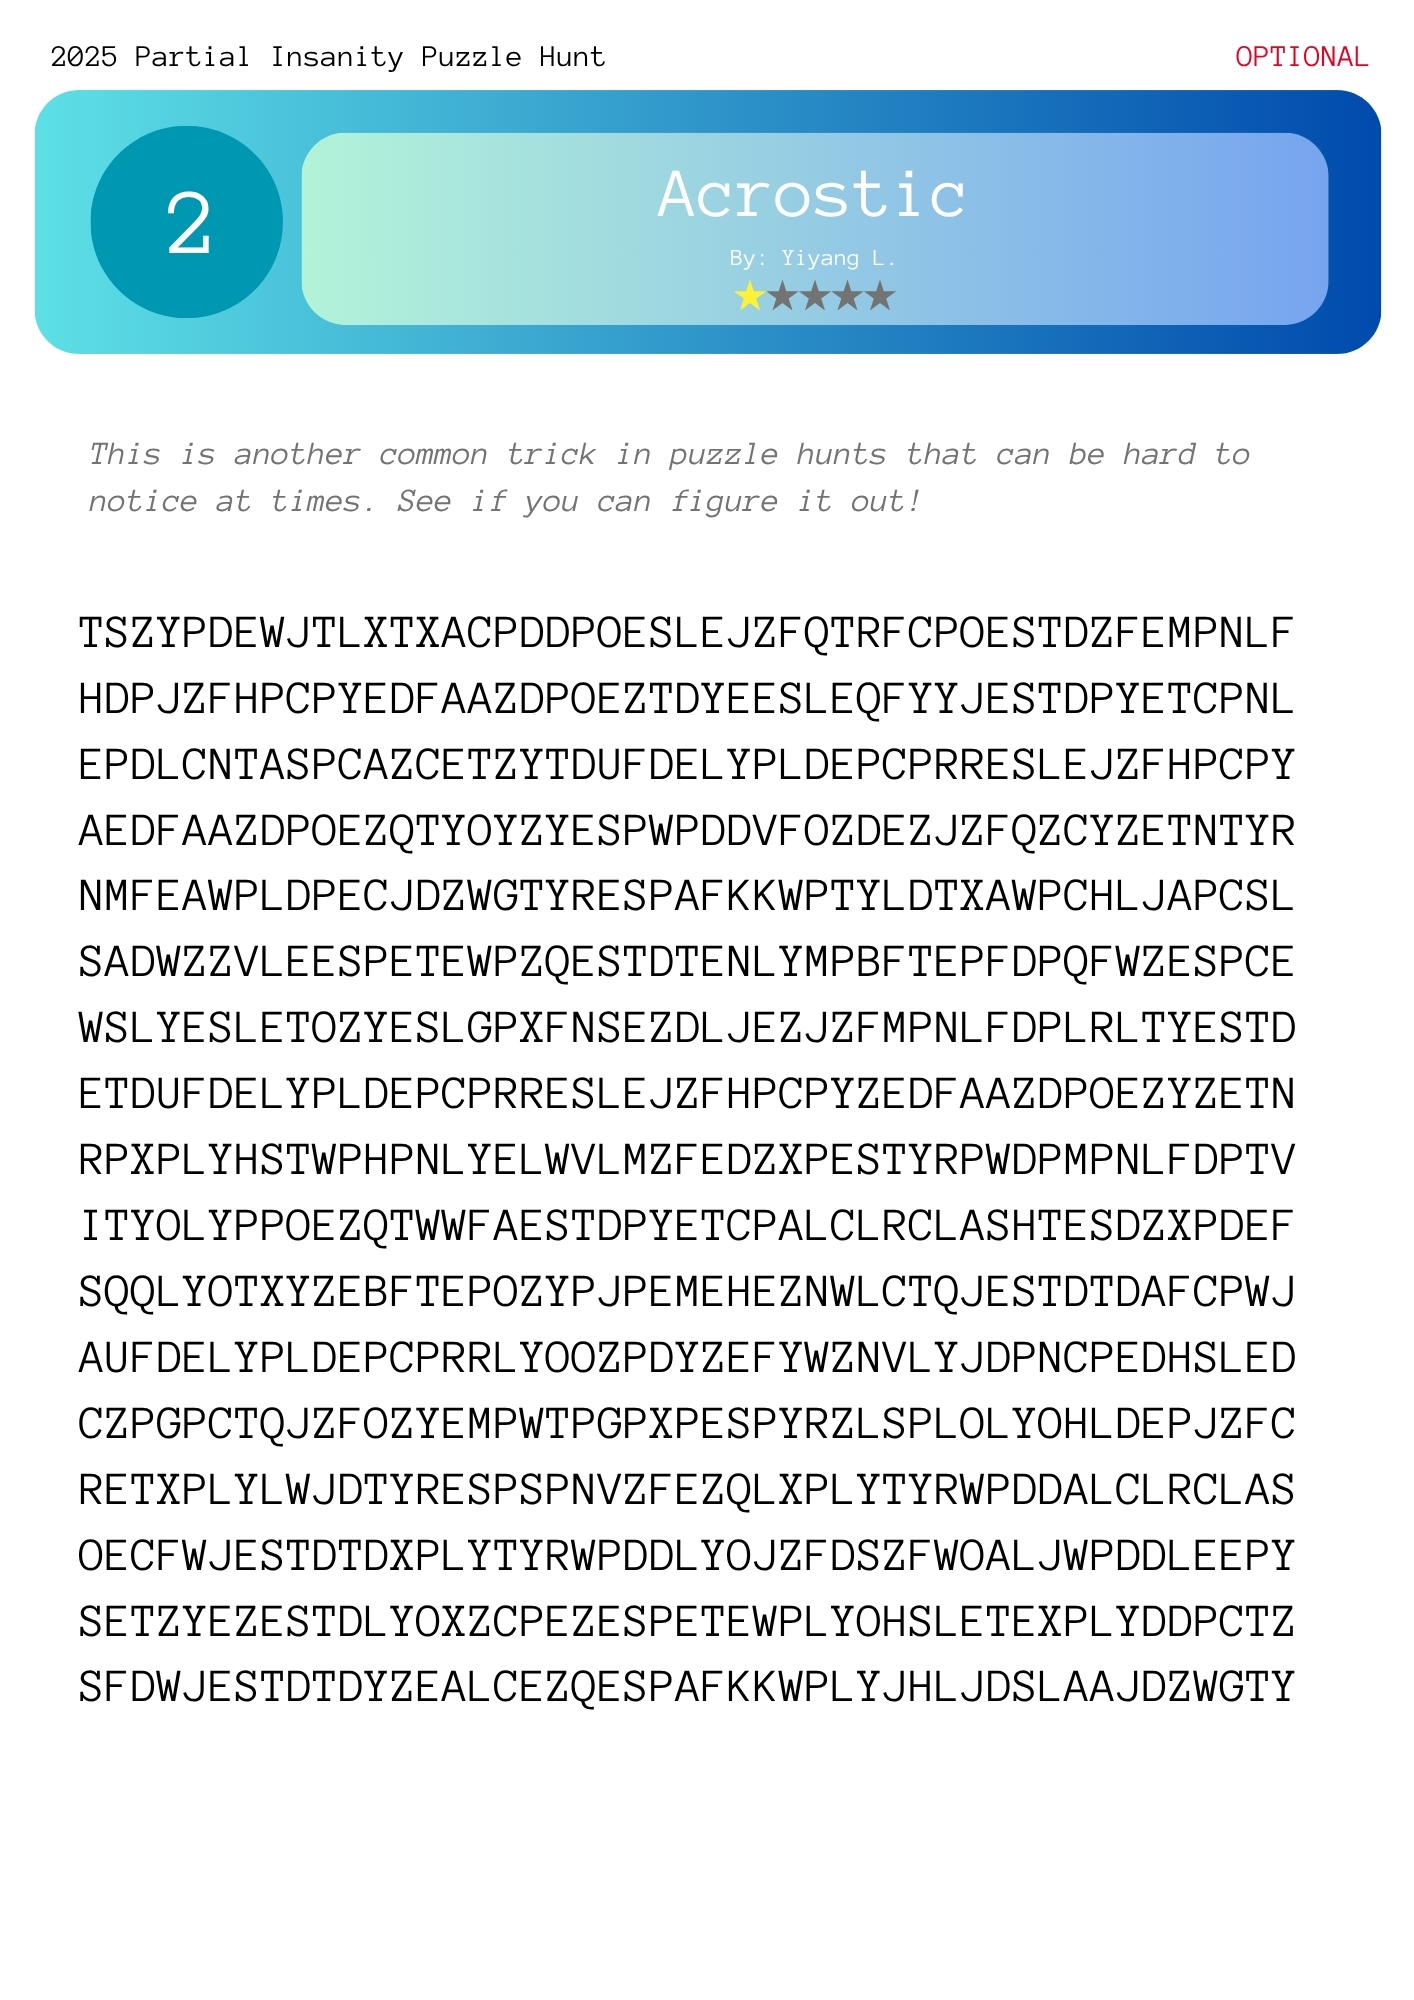 2025 Partial Insanity Puzzle Hunt
OPTIONAL
2
Acrostic
By: Yiyang L.
This is another common trick in puzzle hunts that can be hard to
notice at times. See if you can figure it out!
TSZYPDEWJTLXTXACPDDPOESLEJZFQTRFCPOESTDZFEMPNLF
HDPJZFHPCPYEDFAAZDPOEZTDYEESLEQFYYJESTDPYETCPNL
EPDLCNTASPCAZCETZYTDUFDELYPLDEPCPRRESLEJZFHPCPY
AEDFAAZDPOEZQTYOYZYESPWPDDVFOZDEZJZFQZCYZETNTYR
NMFEAWPLDPECJDZWGTYRESPAFKKWPTYLDTXAWPCHLJAPCSL
SADWZZVLEESPETEWPZQESTDTENLYMPBFTEPFDPQFWZESPCE
WSLYESLETOZYESLGPXFNSEZDLJEZJZFMPNLFDPLRLTYESTD
ETDUFDELYPLDEPCPRRESLEJZFHPCPYZEDFAAZDPOEZYZETN
RPXPLYHSTWPHPNLYELWVLMZFEDZXPESTYRPWDPMPNLFDPTV
ITYOLYPPOEZQTWWFAESTDPYETCPALCLRCLASHTESDZXPDEF
SQQLYOTXYZEBFTEPOZYPJPEMEHEZNWLCTQJESTDTDAFCPWJ
AUFDELYPLDEPCPRRLYOOZPDYZEFYWZNVLYJDPNCPEDHSLED
CZPGPCTQJZFOZYEMPWTPGPXPESPYRZLSPLOLYOHLDEPJZFC
RETXPLYLWJDTYRESPSPNVZFEZQLXPLYTYRWPDDALCLRCLAS
OECFWJESTDTDXPLYTYRWPDDLYOJZFDSZFWOALJWPDDLEEPY
SETZYEZESTDLYOXZCPEZESPETEWPLYOHSLETEXPLYDDPCTZ
SFDWJESTDTDYZEALCEZQESPAFKKWPLYJHLJDSLAAJDZWGTY